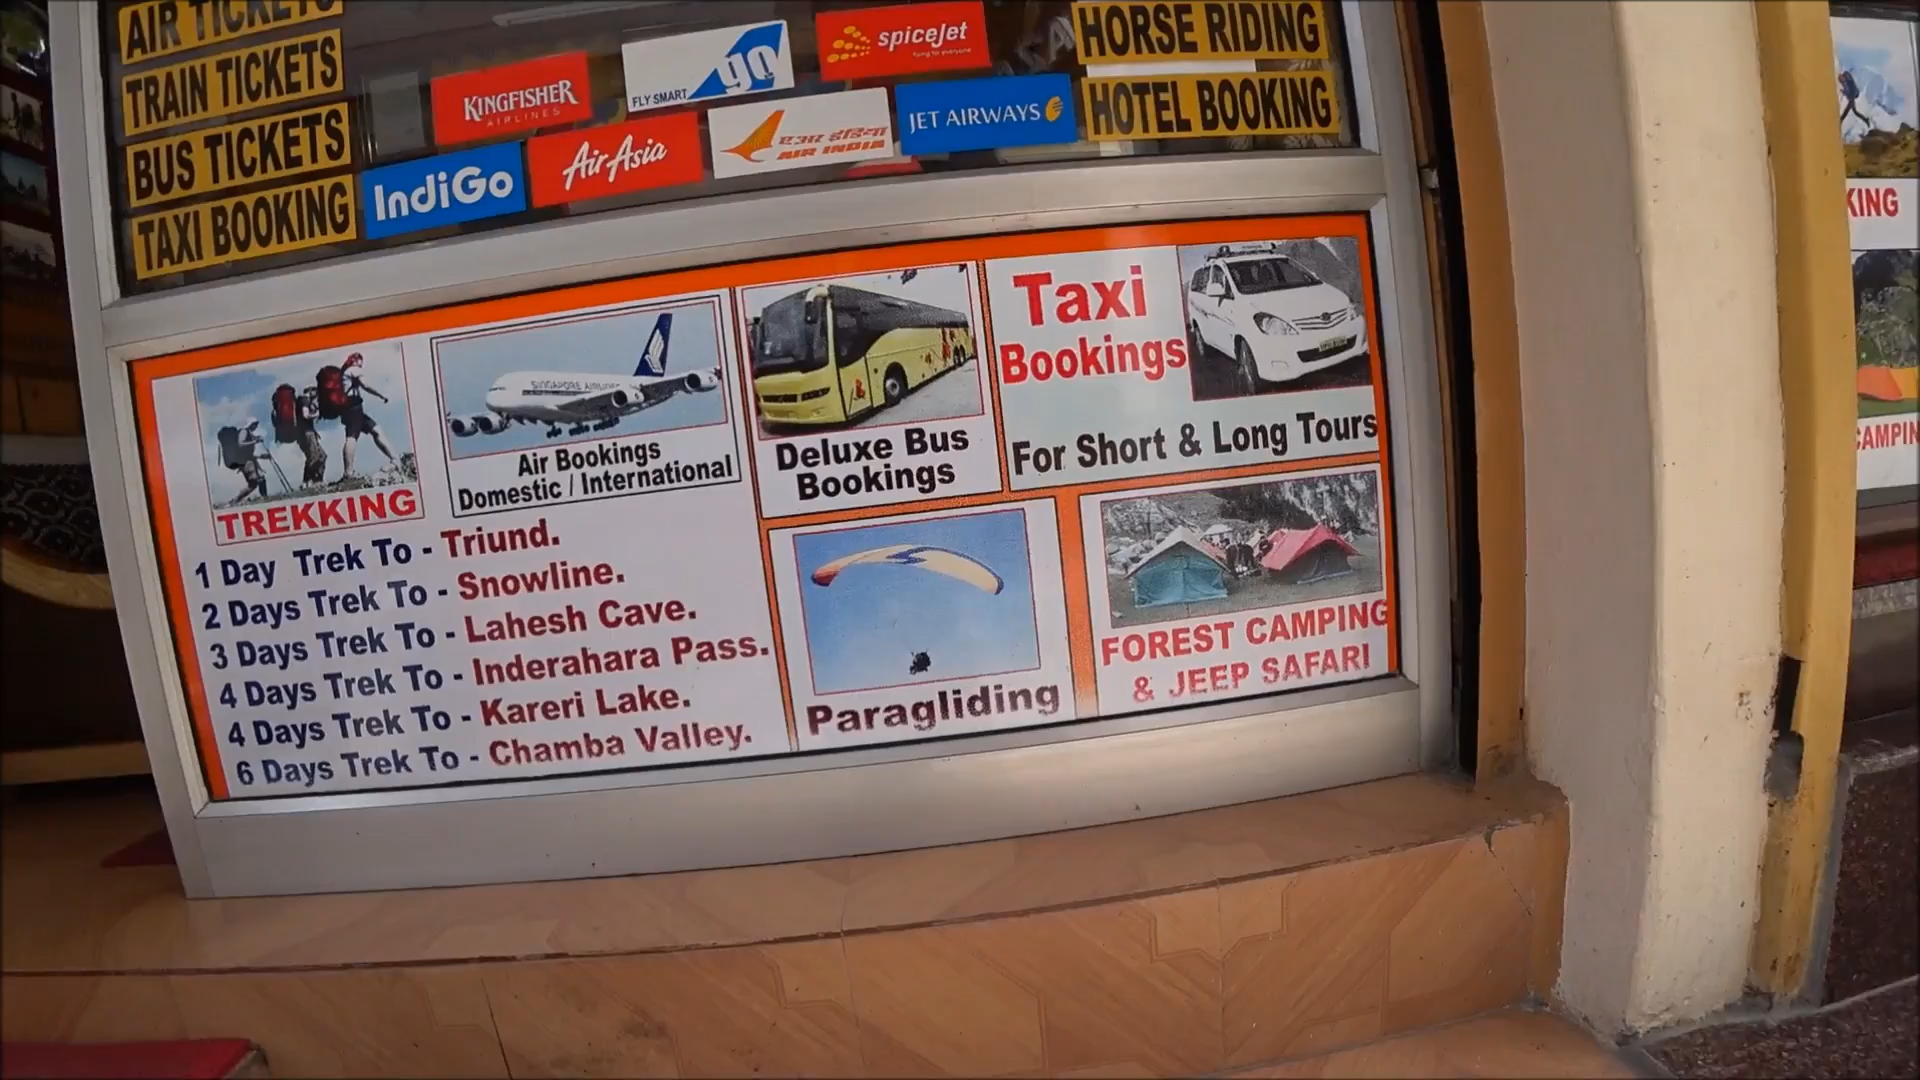 AIR TICKETS
TRAIN TICKETS
BUS TICKETS
TAXI BOOKING
KINGFISHER
AIRLINES
FLY SMART
go
spiceJet
IndiGo
AirAsia
एअर इंडिया
AIR INDIA
JET AIRWAYS
HORSE RIDING
HOTEL BOOKING
TREKKING
SINGAPORE AIRLINES
Air Bookings
Domestic / International
Deluxe Bus
Bookings
Taxi
Bookings
For Short & Long Tours
1 Day Trek To - Triund.
2 Days Trek To - Snowline.
3 Days Trek To - Lahesh Cave.
4 Days Trek To - Inderahara Pass.
4 Days Trek To - Kareri Lake.
6 Days Trek To - Chamba Valley.
Paragliding
FOREST CAMPING
& JEEP SAFARI
KING
CAMPIN